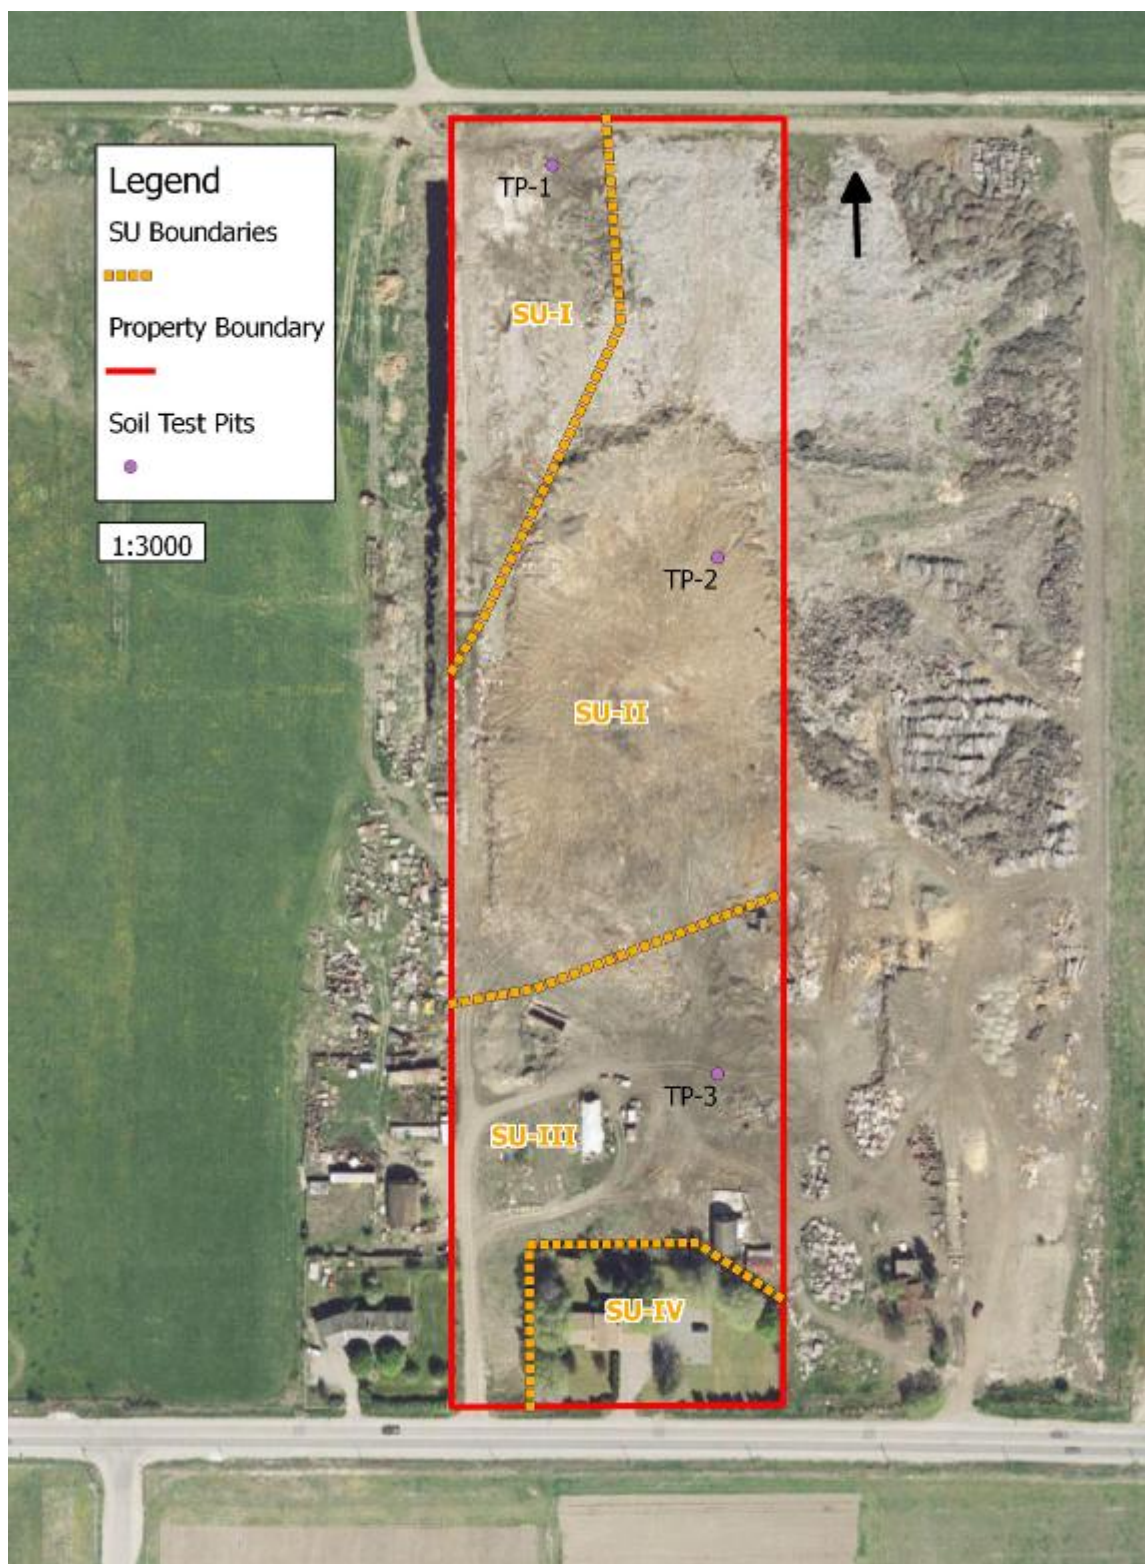 Legend
SU Boundaries
Property Boundary
Soil Test Pits
1:3000
TP-1
SU-I
TP-2
SU-II
TP-3
SU-III
SU-IV